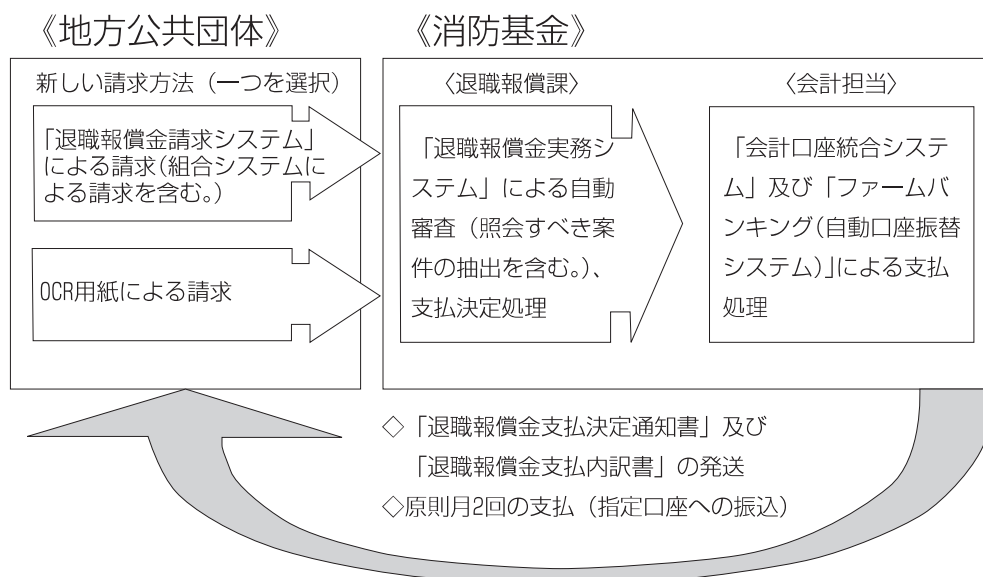 《地方公共団体》
新しい請求方法（一つを選択）
「退職報償金請求システム」
による請求（組合システムに
よる請求を含む。）
OCR用紙による請求
《消防基金》
〈退職報償課〉
「退職報償金実務シ
ステム」による自動
審査（照会すべき案
件の抽出を含む。）、
支払決定処理
〈会計担当〉
「会計口座統合システ
ム」及び「ファームバ
ンキング（自動口座振替
システム）」による支払
処理
◇「退職報償金支払決定通知書」及び
「退職報償金支払内訳書」の発送
◇原則月2回の支払（指定口座への振込）